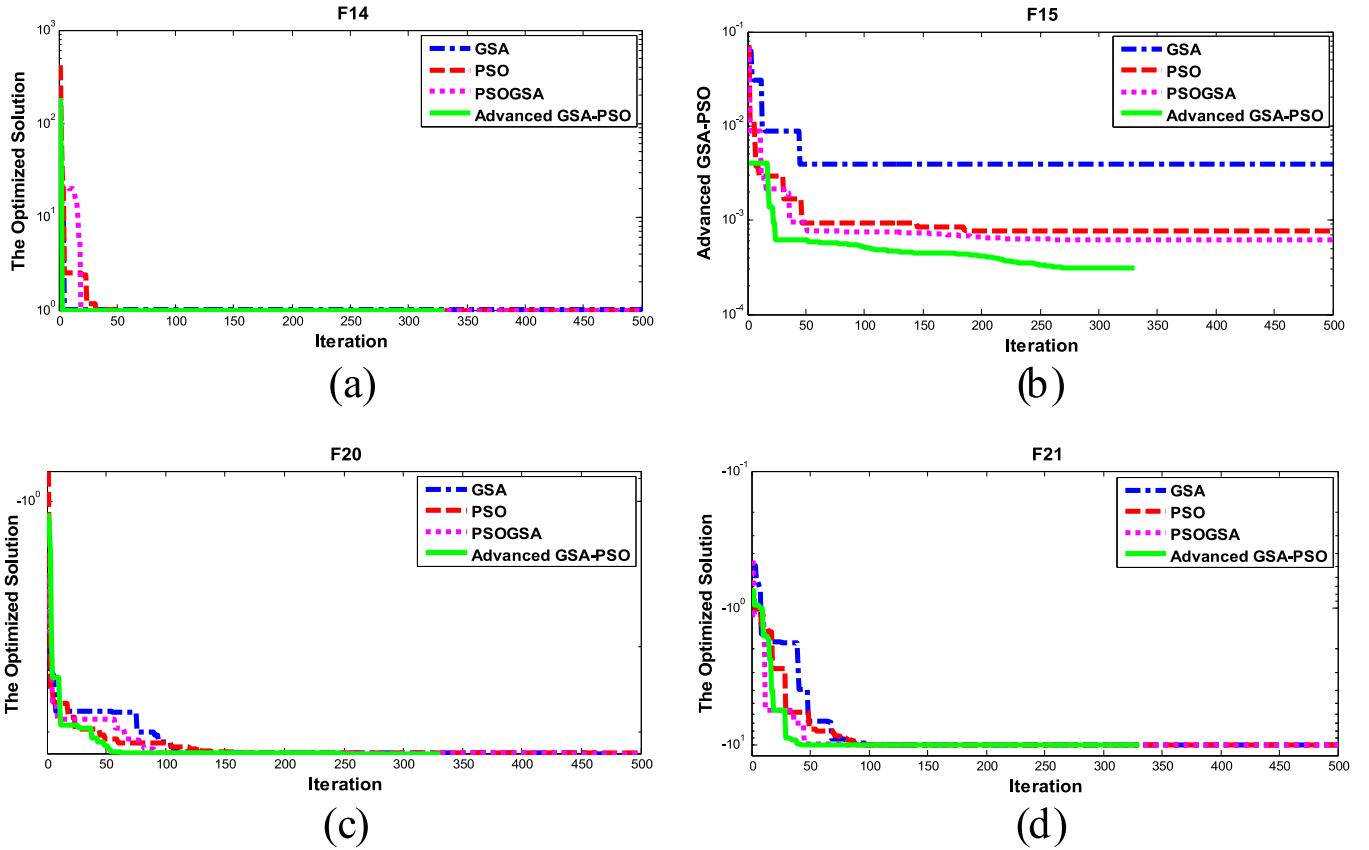 F14
10³
10²
10¹
10⁰
The Optimized Solution
GSA
PSO
PSOGSA
Advanced GSA-PSO
0 50 100 150 200 250 300 350 400 450 500
Iteration
(a)
F15
10⁻¹
10⁻²
10⁻³
10⁻⁴
Advanced GSA-PSO
GSA
PSO
PSOGSA
Advanced GSA-PSO
0 50 100 150 200 250 300 350 400 450 500
Iteration
(b)
F20
-10⁰
The Optimized Solution
GSA
PSO
PSOGSA
Advanced GSA-PSO
0 50 100 150 200 250 300 350 400 450 500
Iteration
(c)
F21
-10⁻¹
-10⁰
-10¹
The Optimized Solution
GSA
PSO
PSOGSA
Advanced GSA-PSO
0 50 100 150 200 250 300 350 400 450 500
Iteration
(d)